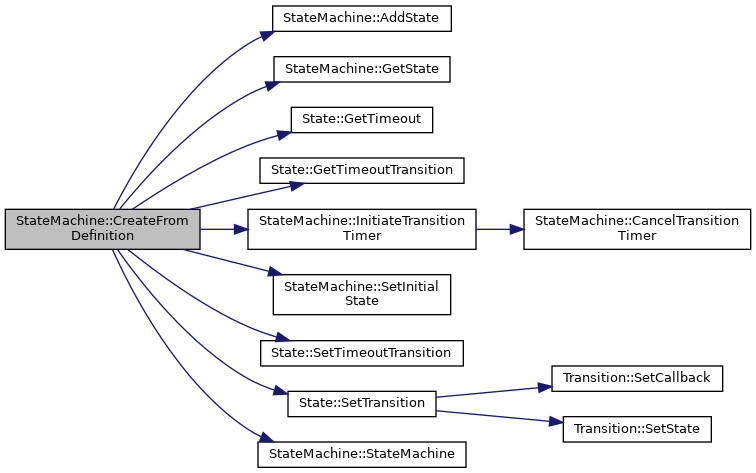 StateMachine::AddState
StateMachine::GetState
State::GetTimeout
State::GetTimeoutTransition
StateMachine::CreateFrom
Definition
StateMachine::InitiateTransition
Timer
StateMachine::CancelTransition
Timer
StateMachine::SetInitial
State
State::SetTimeoutTransition
State::SetTransition
Transition::SetCallback
Transition::SetState
StateMachine::StateMachine